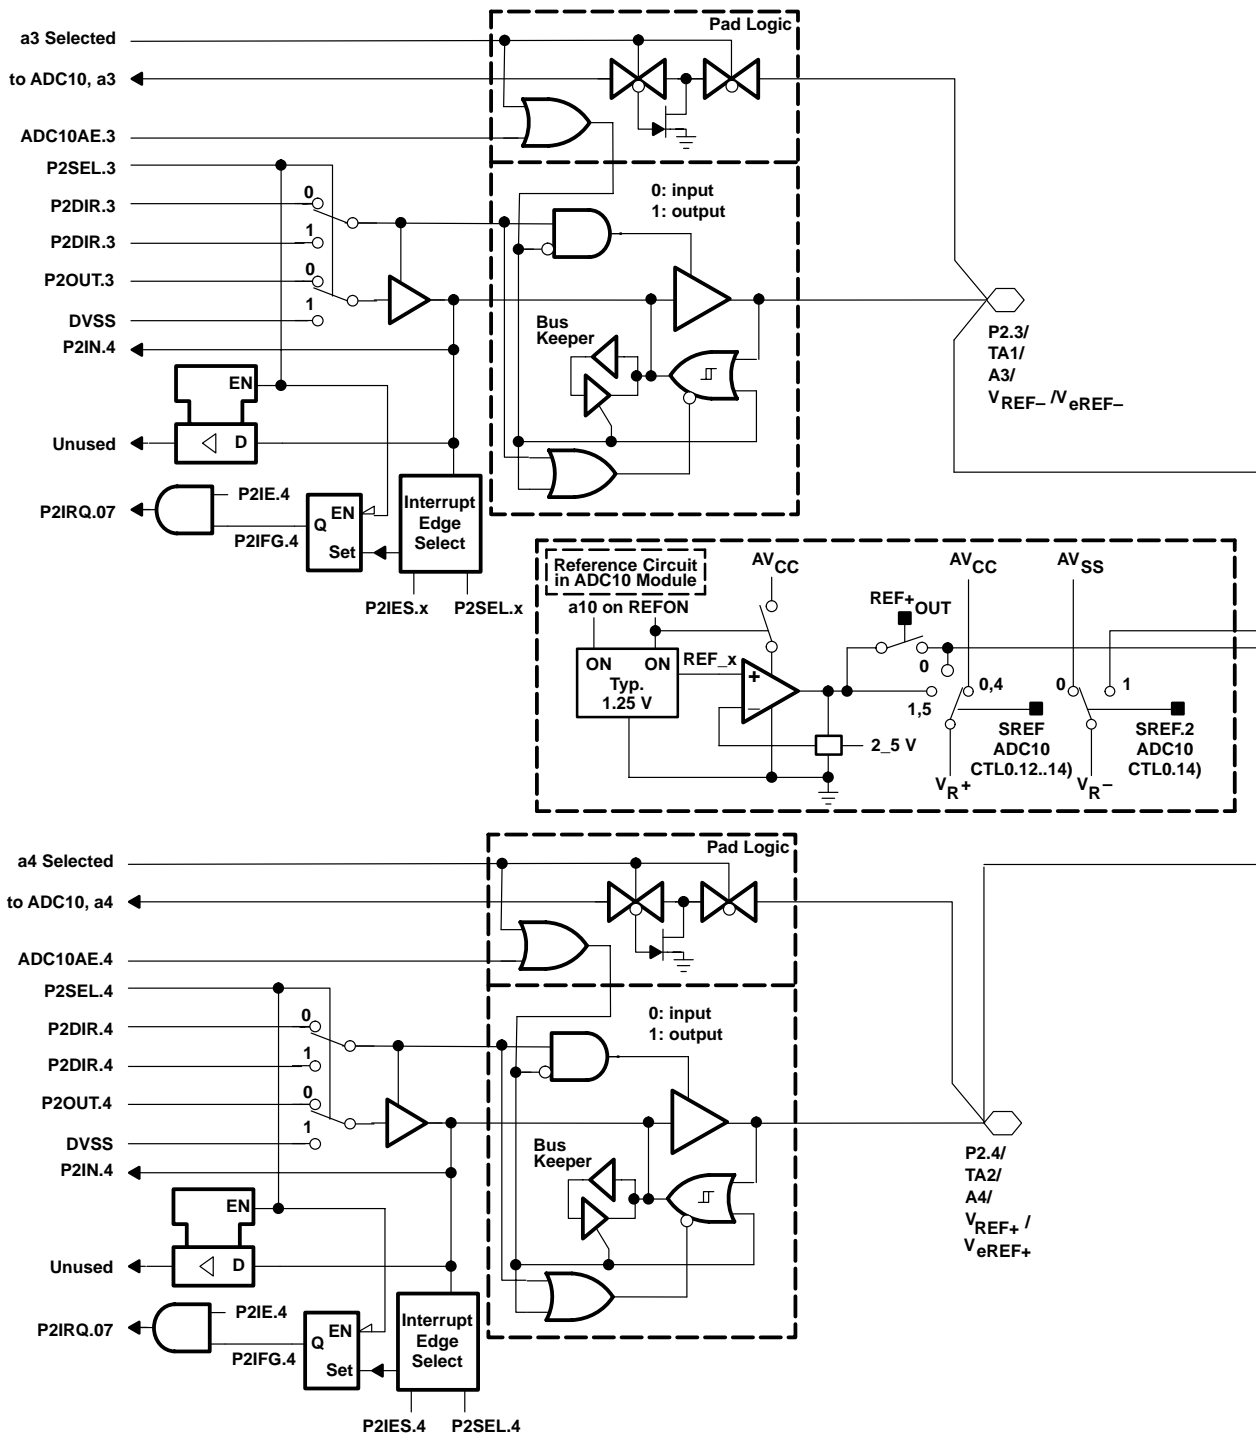 Pad Logic
a3 Selected
to ADC10, a3
ADC10AE.3
P2SEL.3
0
P2DIR.3
1
P2DIR.3
0: input
1: output
0
P2OUT.3
1
DVSS
P2IN.4
Bus
Keeper
P2.3/
TA1/
A3/
VREF− /VeREF−
EN
Unused
D
P2IE.4
P2IRQ.07
P2IFG.4
Q
EN
Set
Interrupt
Edge
Select
P2IES.x
P2SEL.x
Reference Circuit
in ADC10 Module
AVCC
AVCC
AVSS
a10 on REFON
REF+OUT
ON
ON
Typ.
1.25 V
REF_x
+
−
0
0,4
1,5
0
1
2_5 V
SREF
ADC10
CTL0.12..14)
SREF.2
ADC10
CTL0.14)
VR+
VR−
Pad Logic
a4 Selected
to ADC10, a4
ADC10AE.4
P2SEL.4
0
P2DIR.4
1
P2DIR.4
0: input
1: output
0
P2OUT.4
1
DVSS
P2IN.4
Bus
Keeper
P2.4/
TA2/
A4/
VREF+ /
VeREF+
EN
Unused
D
P2IE.4
P2IRQ.07
P2IFG.4
Q
EN
Set
Interrupt
Edge
Select
P2IES.4
P2SEL.4